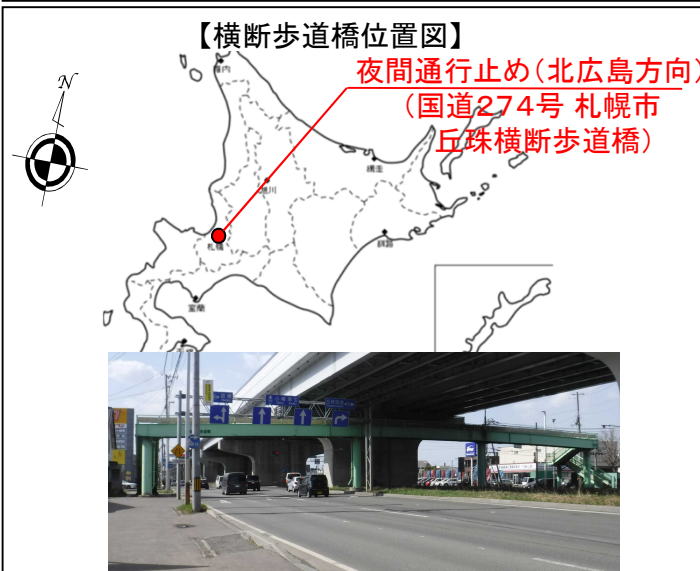 【横断歩道橋位置図】
夜間通行止め(北広島方向)
(国道274号 札幌市
丘珠横断歩道橋)
N
稚内
網走
旭川
札幌
釧路
室蘭